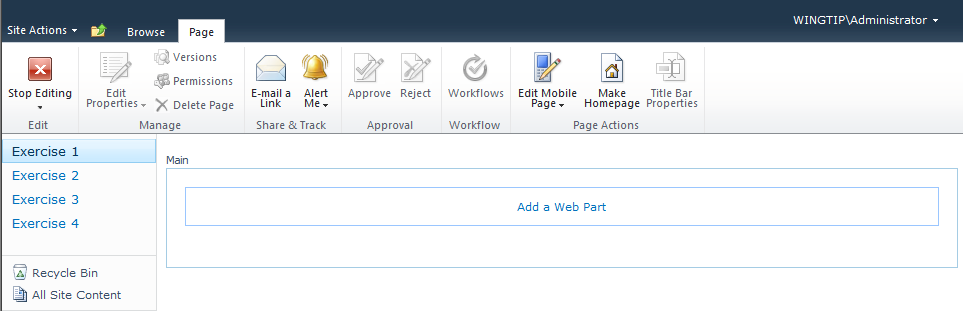 Site Actions Browse Page WINGTIP\Administrator
Stop Editing
Edit
Edit Properties
Versions
Permissions
Delete Page
Manage
E-mail a Link
Alert Me
Share & Track
Approve
Reject
Approval
Workflows
Workflow
Edit Mobile Page
Make Homepage
Title Bar Properties
Page Actions
Exercise 1
Exercise 2
Exercise 3
Exercise 4
Recycle Bin
All Site Content
Main
Add a Web Part